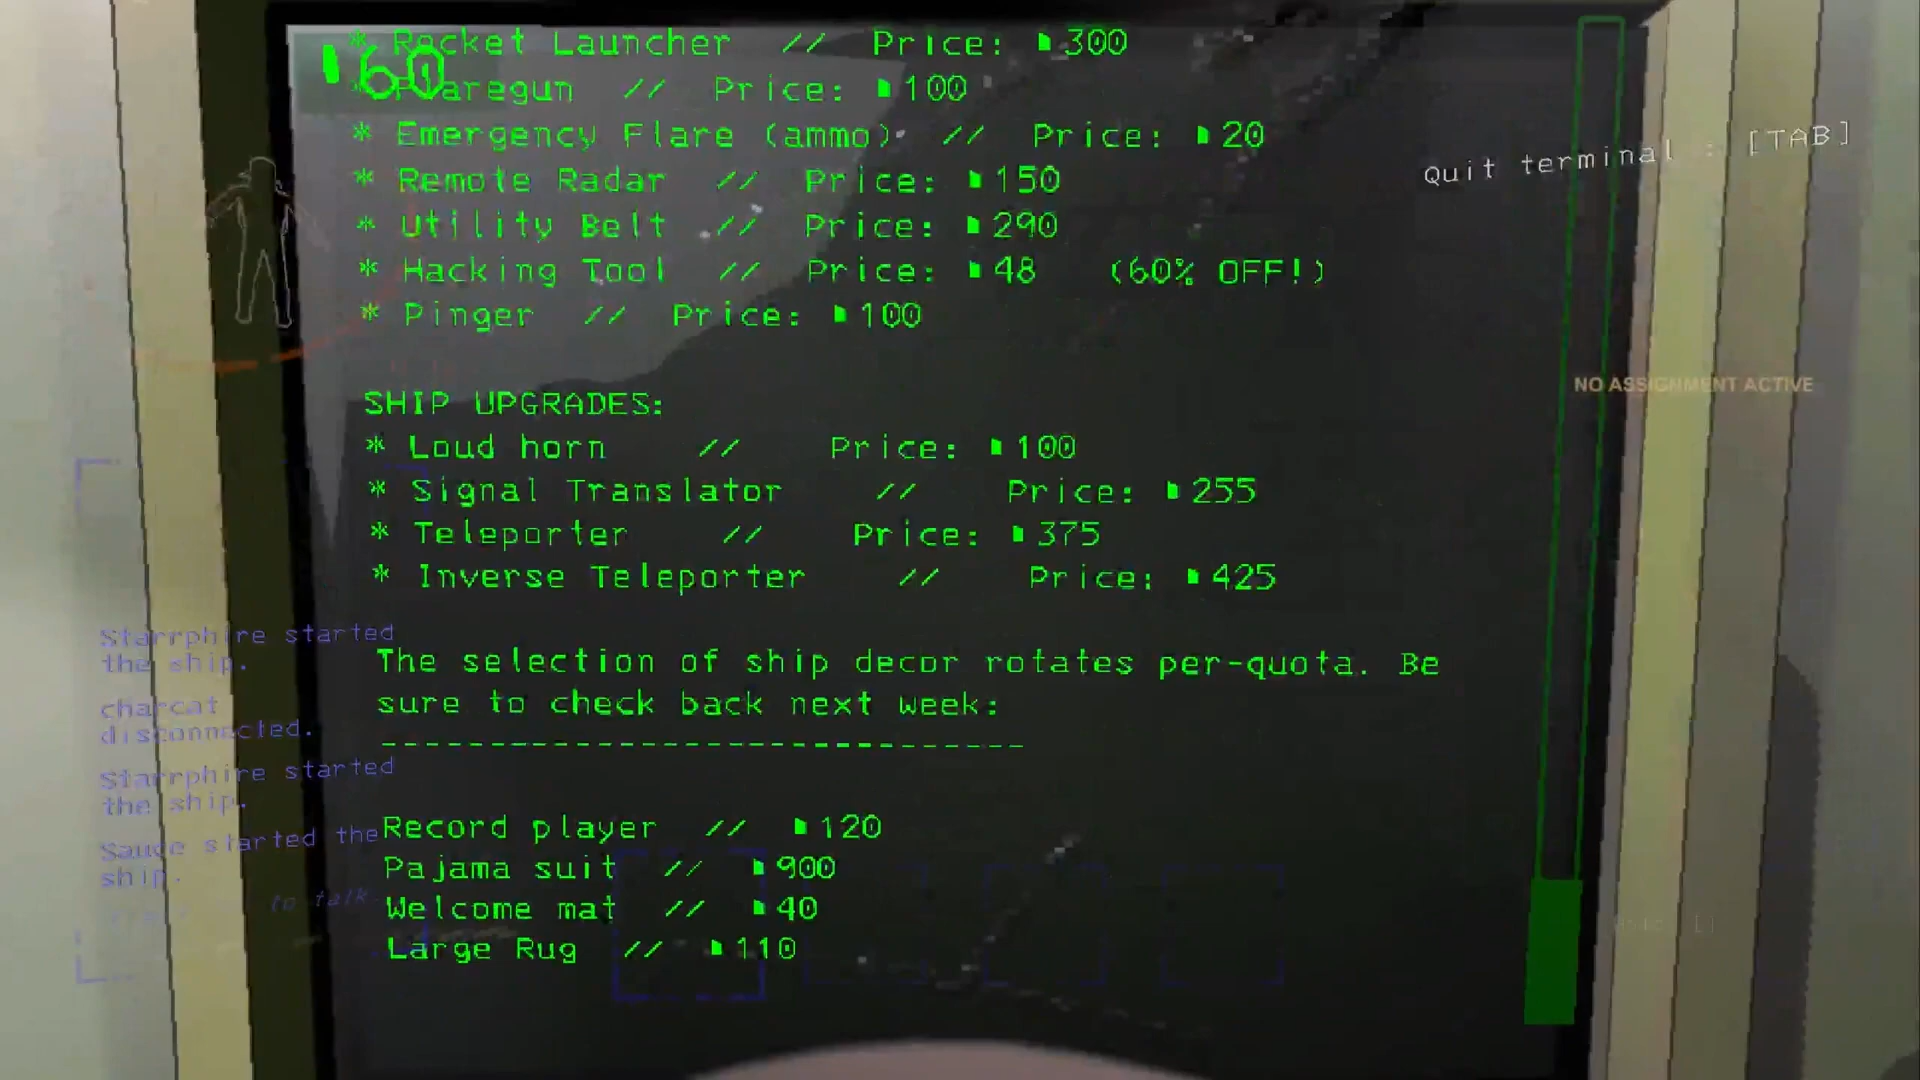 * Rocket Launcher // Price: ▮300
▮60
* Flaregun // Price: ▮100
* Emergency Flare (ammo) // Price: ▮20
Quit terminal : [TAB]
* Remote Radar // Price: ▮150
* Utility Belt // Price: ▮290
* Hacking Tool // Price: ▮48 (60% OFF!)
* Pinger // Price: ▮100
NO ASSIGNMENT ACTIVE
SHIP UPGRADES:
* Loud horn // Price: ▮100
* Signal Translator // Price: ▮255
* Teleporter // Price: ▮375
* Inverse Teleporter // Price: ▮425
The selection of ship decor rotates per-quota. Be
sure to check back next week:
------------------------------
Record player // ▮120
Pajama suit // ▮900
Welcome mat // ▮40
Large Rug // ▮110
Starrphire started
the ship.
charcat
disconnected.
Starrphire started
the ship.
Sauce started the
ship.
to talk